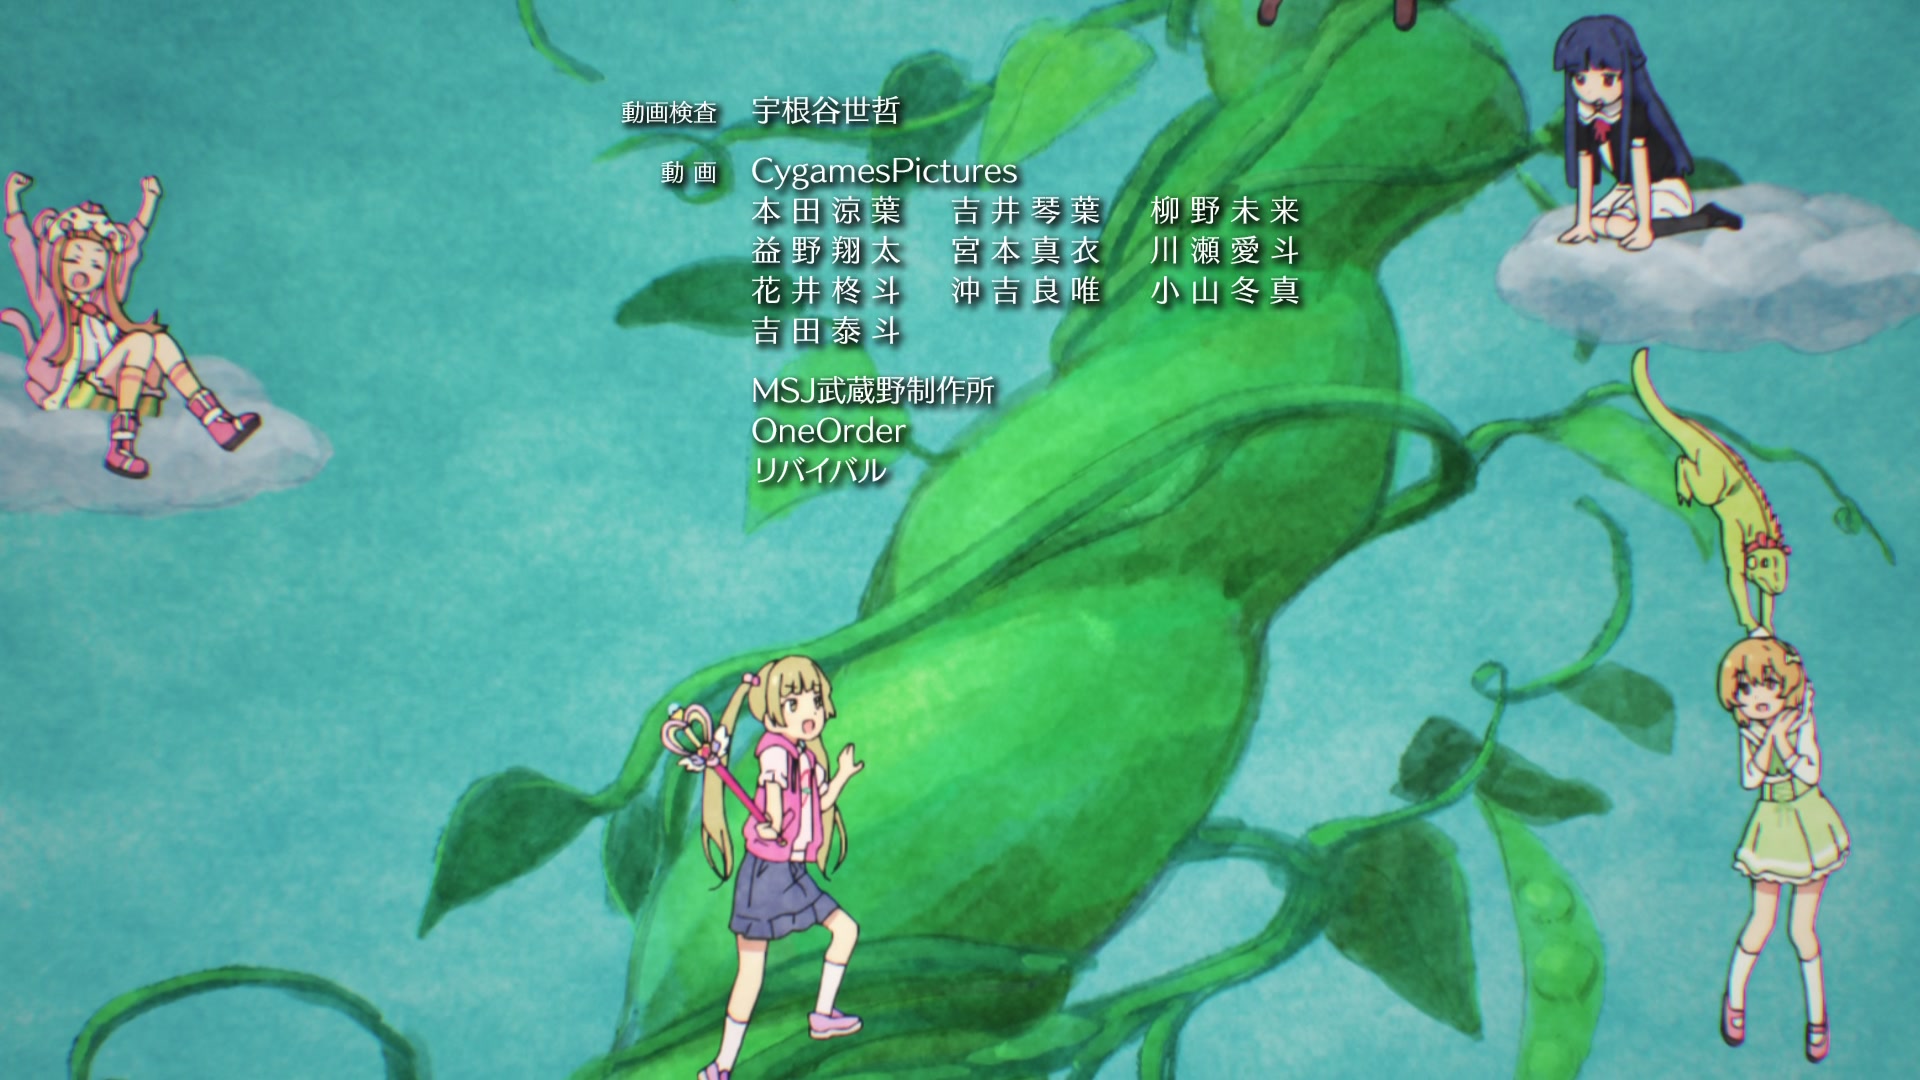 動画検査 宇根谷世哲
動画 CygamesPictures
本田涼葉 吉井琴葉 柳野未来
益野翔太 宮本真衣 川瀬愛斗
花井柊斗 沖吉良唯 小山冬真
吉田泰斗
MSJ武蔵野制作所
OneOrder
リバイバル